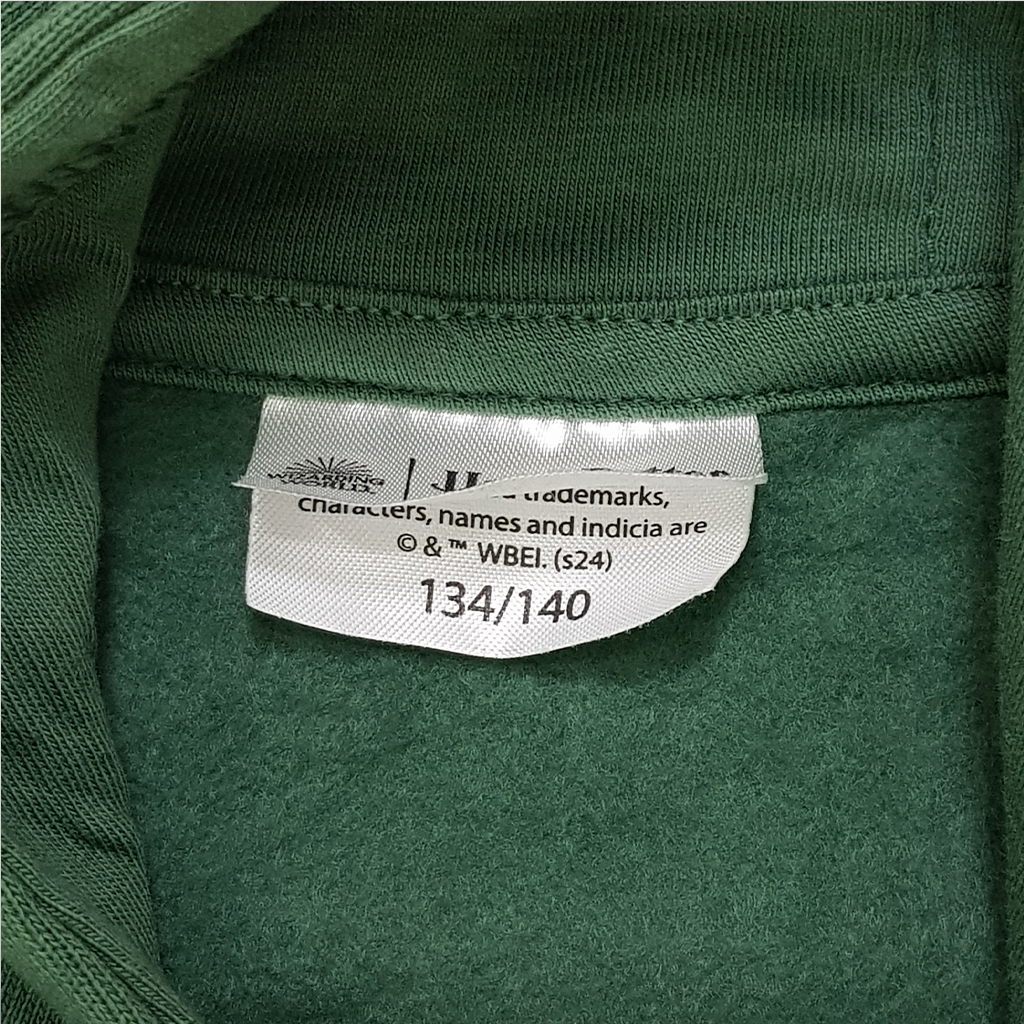 WIZARDING
WORLD
trademarks,
characters, names and indicia are
© & ™ WBEI. (s24)
134/140